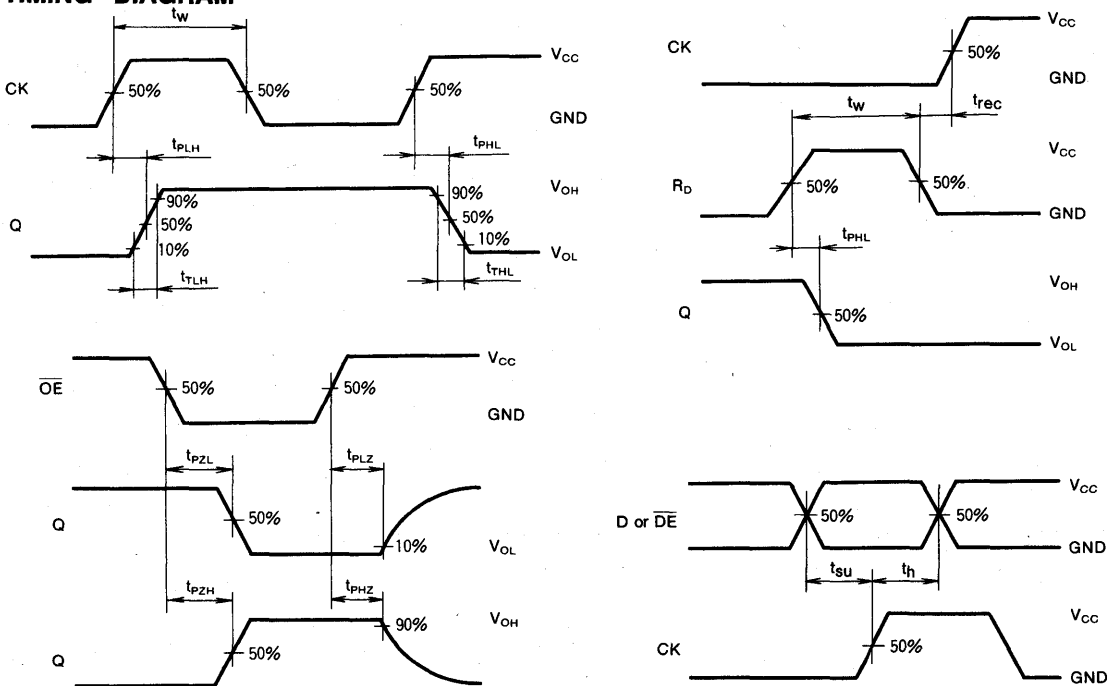 TIMING DIAGRAM
tW
VCC
CK
50%
50%
50%
GND
tPLH
tPHL
VOH
90%
90%
Q
50%
50%
10%
10%
VOL
tTLH
tTHL
VCC
OE
50%
50%
GND
tPZL
tPLZ
Q
50%
10%
VOL
tPZH
tPHZ
VOH
90%
Q
50%
VCC
CK
50%
GND
tW
trec
VCC
RD
50%
50%
GND
tPHL
VOH
Q
50%
VOL
VCC
D or DE
50%
50%
GND
tsu
th
VCC
CK
50%
GND